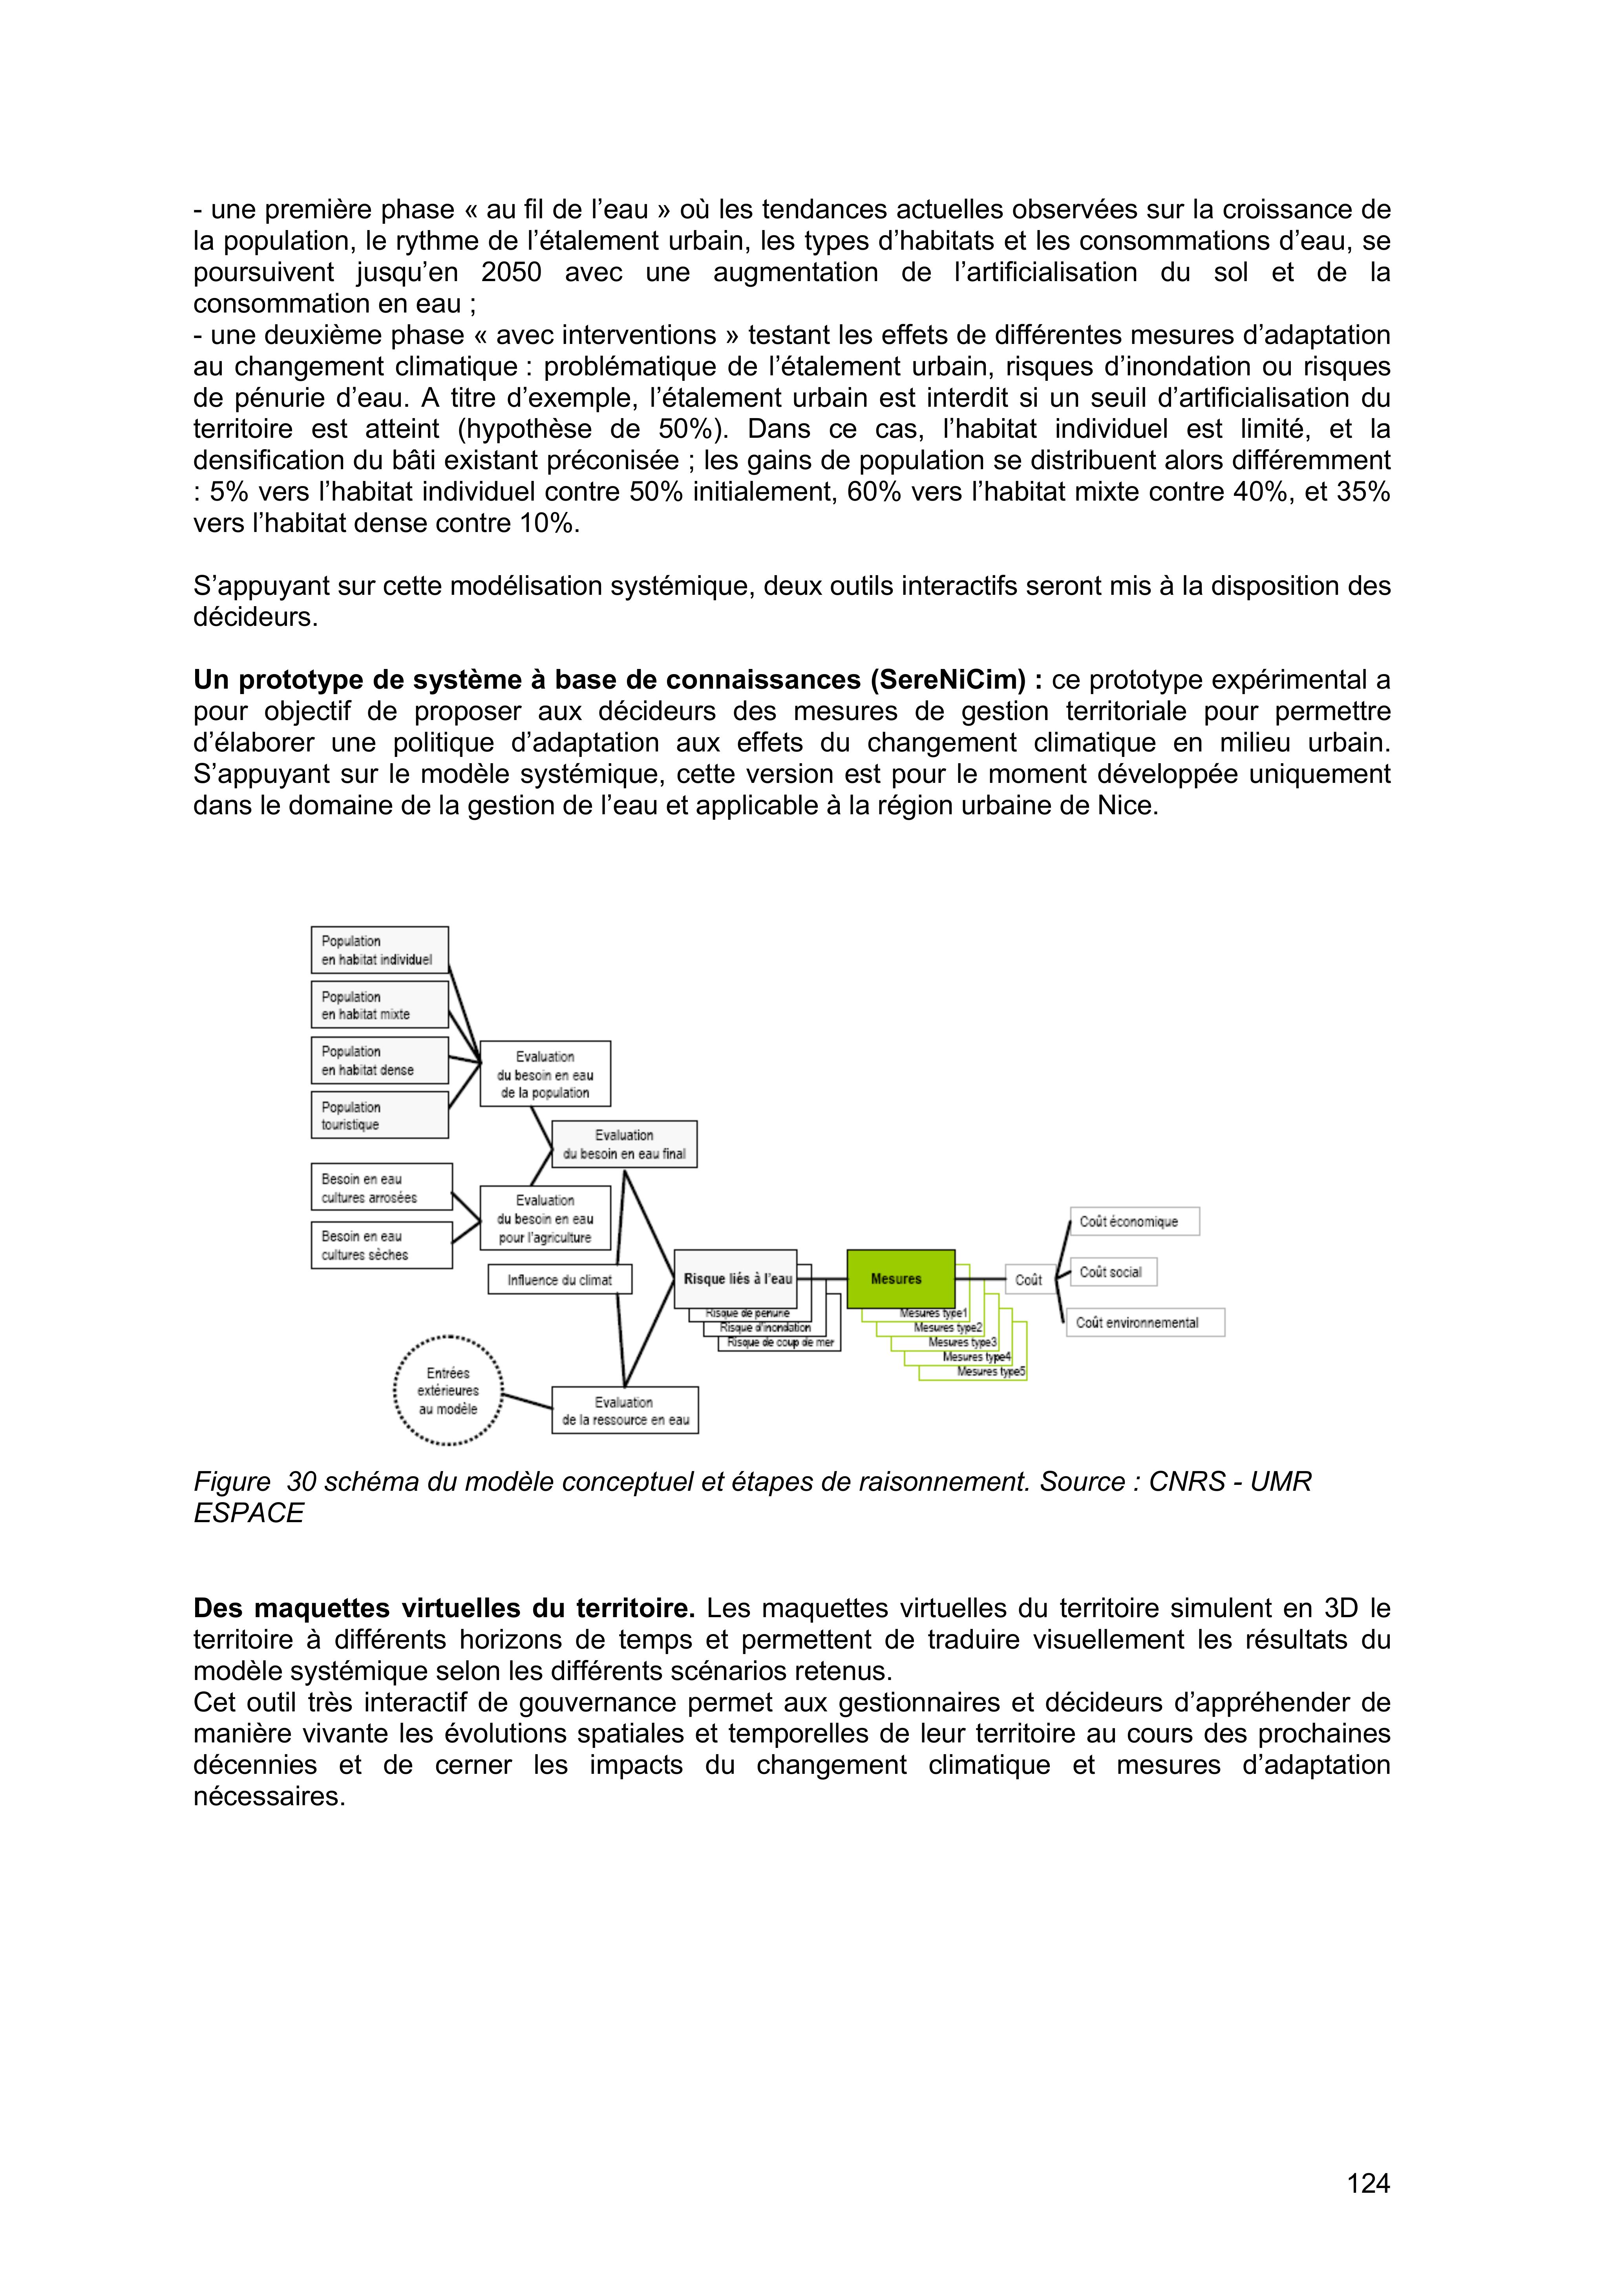 - une première phase « au fil de l’eau » où les tendances actuelles observées sur la croissance de
la population, le rythme de l’étalement urbain, les types d’habitats et les consommations d’eau, se
poursuivent jusqu’en 2050 avec une augmentation de l’artificialisation du sol et de la
consommation en eau ;
- une deuxième phase « avec interventions » testant les effets de différentes mesures d’adaptation
au changement climatique : problématique de l’étalement urbain, risques d’inondation ou risques
de pénurie d’eau. A titre d’exemple, l’étalement urbain est interdit si un seuil d’artificialisation du
territoire est atteint (hypothèse de 50%). Dans ce cas, l’habitat individuel est limité, et la
densification du bâti existant préconisée ; les gains de population se distribuent alors différemment
: 5% vers l’habitat individuel contre 50% initialement, 60% vers l’habitat mixte contre 40%, et 35%
vers l’habitat dense contre 10%.
S’appuyant sur cette modélisation systémique, deux outils interactifs seront mis à la disposition des
décideurs.
Un prototype de système à base de connaissances (SereNiCim) : ce prototype expérimental a
pour objectif de proposer aux décideurs des mesures de gestion territoriale pour permettre
d’élaborer une politique d’adaptation aux effets du changement climatique en milieu urbain.
S’appuyant sur le modèle systémique, cette version est pour le moment développée uniquement
dans le domaine de la gestion de l’eau et applicable à la région urbaine de Nice.
Population
en habitat individuel
Population
en habitat mixte
Population
en habitat dense
Population
touristique
Evaluation
du besoin en eau
de la population
Evaluation
du besoin en eau final
Besoin en eau
cultures arrosées
Besoin en eau
cultures sèches
Evaluation
du besoin en eau
pour l’agriculture
Influence du climat
Risque liés à l’eau
Risque de pénurie
Risque d’inondation
Risque de coup de mer
Mesures
Mesures type1
Mesures type2
Mesures type3
Mesures type4
Mesures type5
Coût
Coût économique
Coût social
Coût environnemental
Entrées
extérieures
au modèle
Evaluation
de la ressource en eau
Figure  30 schéma du modèle conceptuel et étapes de raisonnement. Source : CNRS - UMR
ESPACE
Des maquettes virtuelles du territoire. Les maquettes virtuelles du territoire simulent en 3D le
territoire à différents horizons de temps et permettent de traduire visuellement les résultats du
modèle systémique selon les différents scénarios retenus.
Cet outil très interactif de gouvernance permet aux gestionnaires et décideurs d’appréhender de
manière vivante les évolutions spatiales et temporelles de leur territoire au cours des prochaines
décennies et de cerner les impacts du changement climatique et mesures d’adaptation
nécessaires.
124